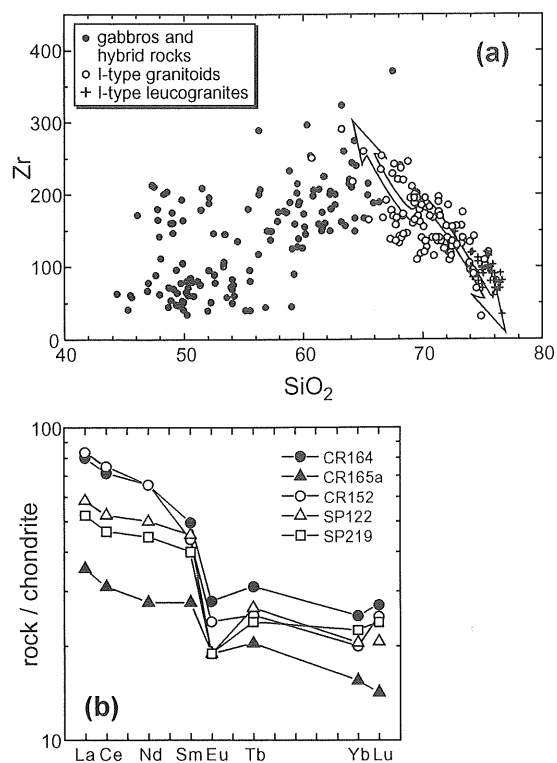 450
400
300
200
100
0
Zr
gabbros and
hybrid rocks
I-type granitoids
I-type leucogranites
(a)
40 50 60 70 80
SiO₂
100
10
rock / chondrite
CR164
CR165a
CR152
SP122
SP219
(b)
La Ce Nd Sm Eu Tb Yb Lu